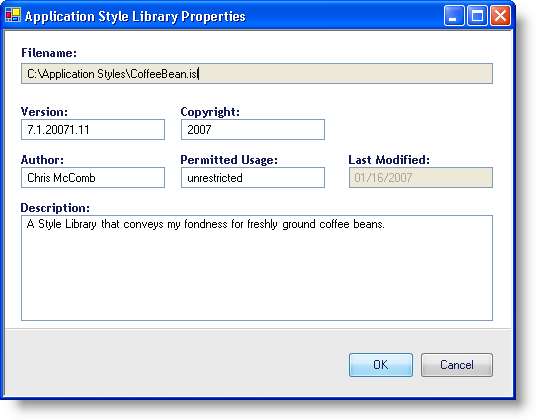 Application Style Library Properties
Filename:
C:\Application Styles\CoffeeBean.isl
Version: Copyright:
7.1.20071.11 2007
Author: Permitted Usage: Last Modified:
Chris McComb unrestricted 01/16/2007
Description:
A Style Library that conveys my fondness for freshly ground coffee beans.
OK Cancel